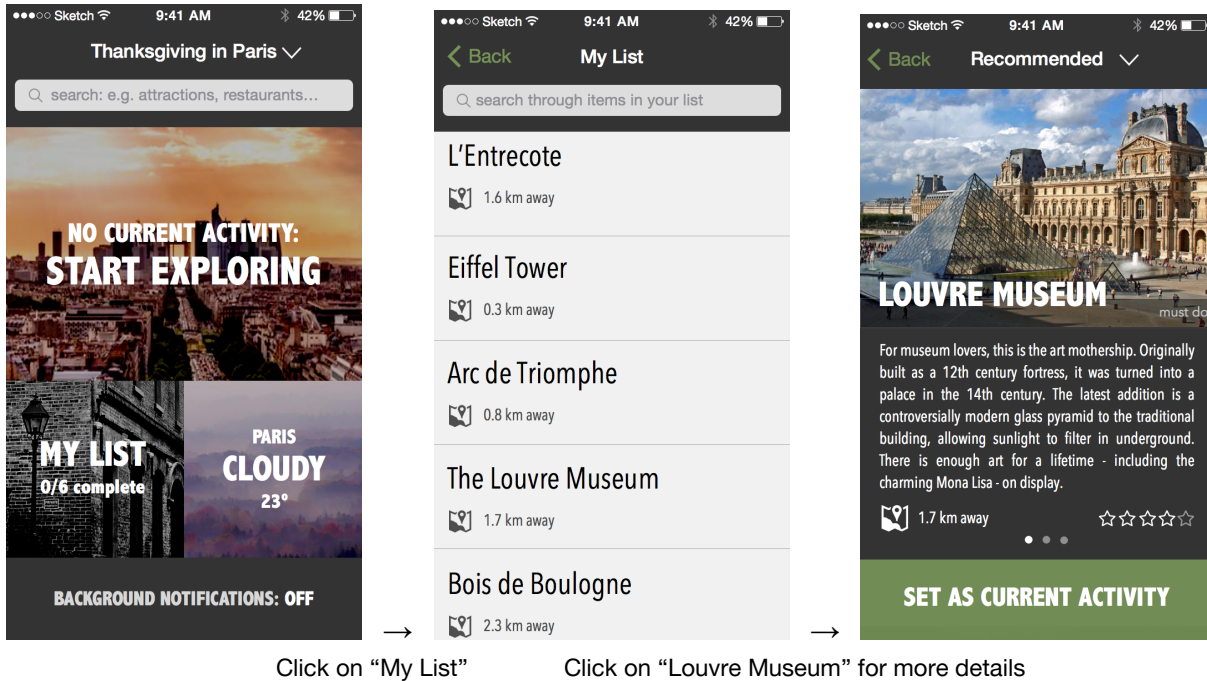 ●●●○○ Sketch 9:41 AM 42%
Thanksgiving in Paris
search: e.g. attractions, restaurants…
NO CURRENT ACTIVITY:
START EXPLORING
MY LIST
0/6 complete
PARIS
CLOUDY
23°
BACKGROUND NOTIFICATIONS: OFF
→
●●●○○ Sketch 9:41 AM 42%
Back My List
search through items in your list
L'Entrecote
1.6 km away
Eiffel Tower
0.3 km away
Arc de Triomphe
0.8 km away
The Louvre Museum
1.7 km away
Bois de Boulogne
2.3 km away
→
●●●○○ Sketch 9:41 AM 42%
Back Recommended
LOUVRE MUSEUM
must do
For museum lovers, this is the art mothership. Originally
built as a 12th century fortress, it was turned into a
palace in the 14th century. The latest addition is a
controversially modern glass pyramid to the traditional
building, allowing sunlight to filter in underground.
There is enough art for a lifetime - including the
charming Mona Lisa - on display.
1.7 km away
SET AS CURRENT ACTIVITY
Click on “My List”
Click on “Louvre Museum” for more details